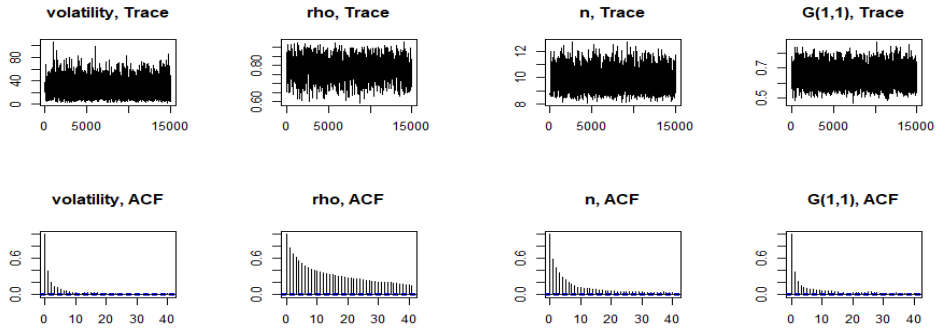 volatility, Trace
rho, Trace
n, Trace
G(1,1), Trace
0 40 80
0.60 0.80
8 10 12
0.5 0.7
0 5000 15000
0 5000 15000
0 5000 15000
0 5000 15000
volatility, ACF
rho, ACF
n, ACF
G(1,1), ACF
0.0 0.6
0.0 0.6
0.0 0.6
0.0 0.6
0 10 20 30 40
0 10 20 30 40
0 10 20 30 40
0 10 20 30 40